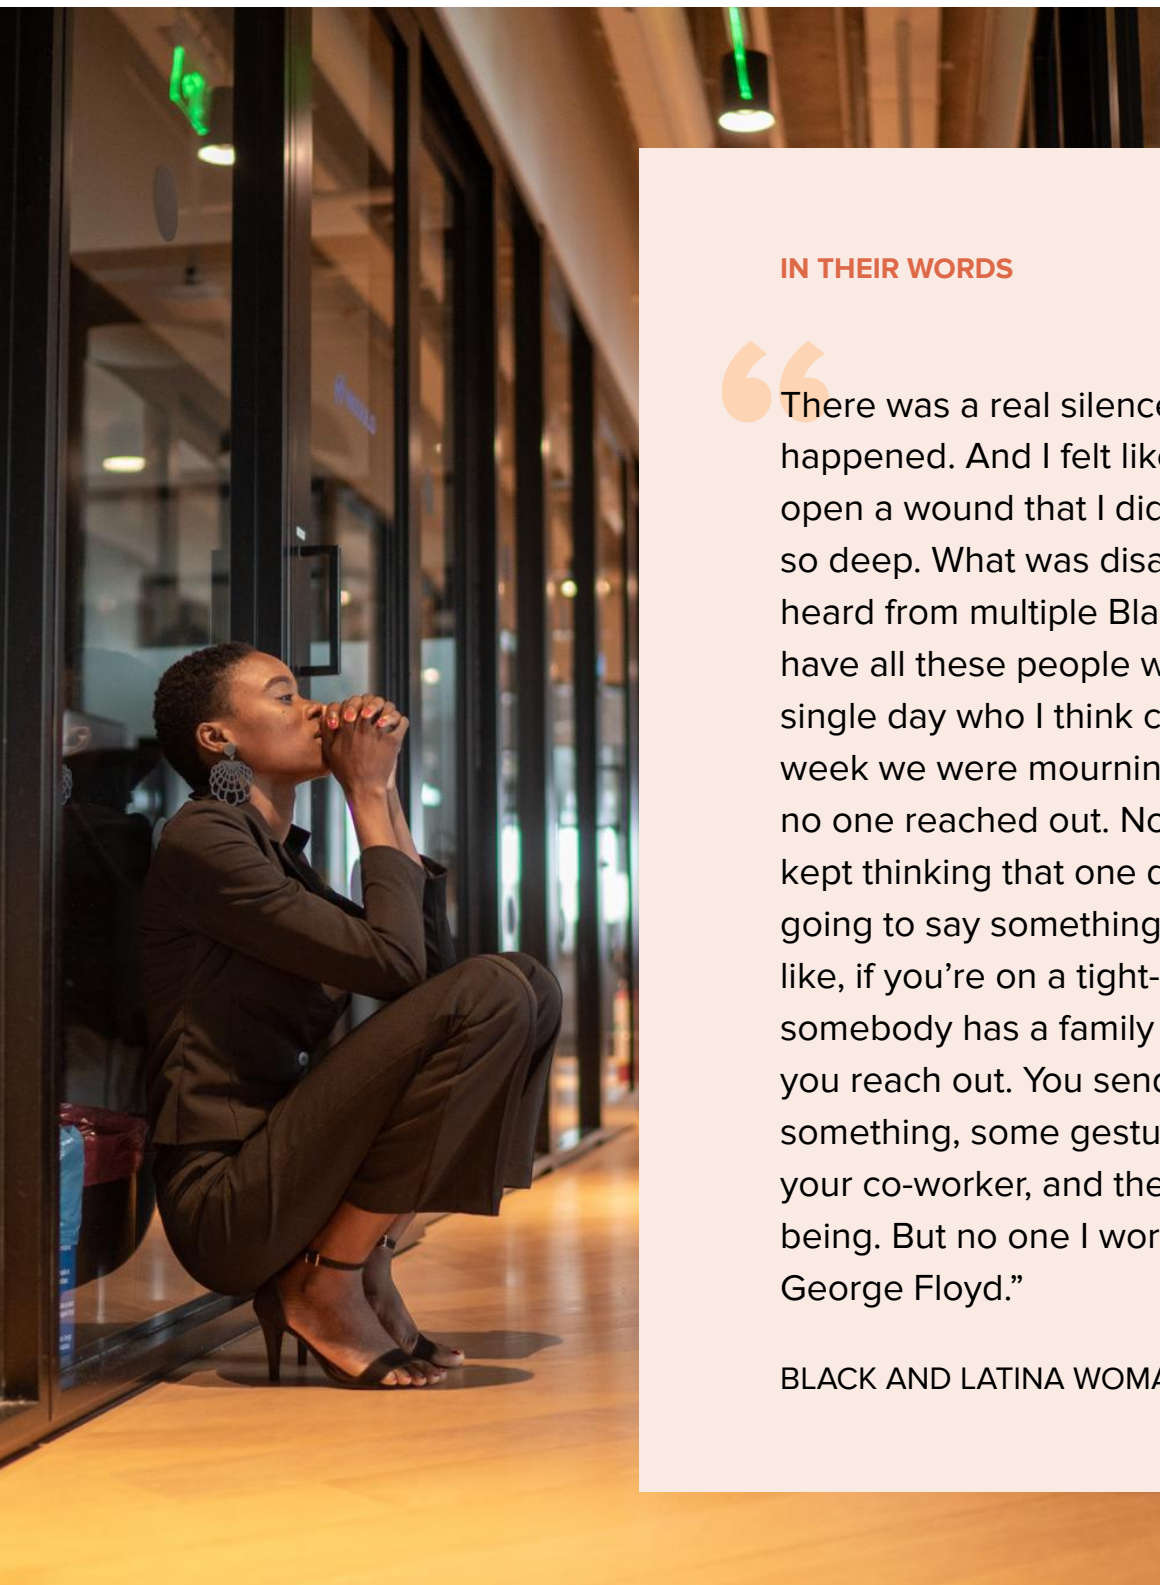 IN THEIR WORDS
“
There was a real silence
happened. And I felt like
open a wound that I did
so deep. What was disa
heard from multiple Bla
have all these people w
single day who I think c
week we were mournin
no one reached out. No
kept thinking that one d
going to say something
like, if you’re on a tight-
somebody has a family
you reach out. You send
something, some gestu
your co-worker, and the
being. But no one I wor
George Floyd.”
BLACK AND LATINA WOMA